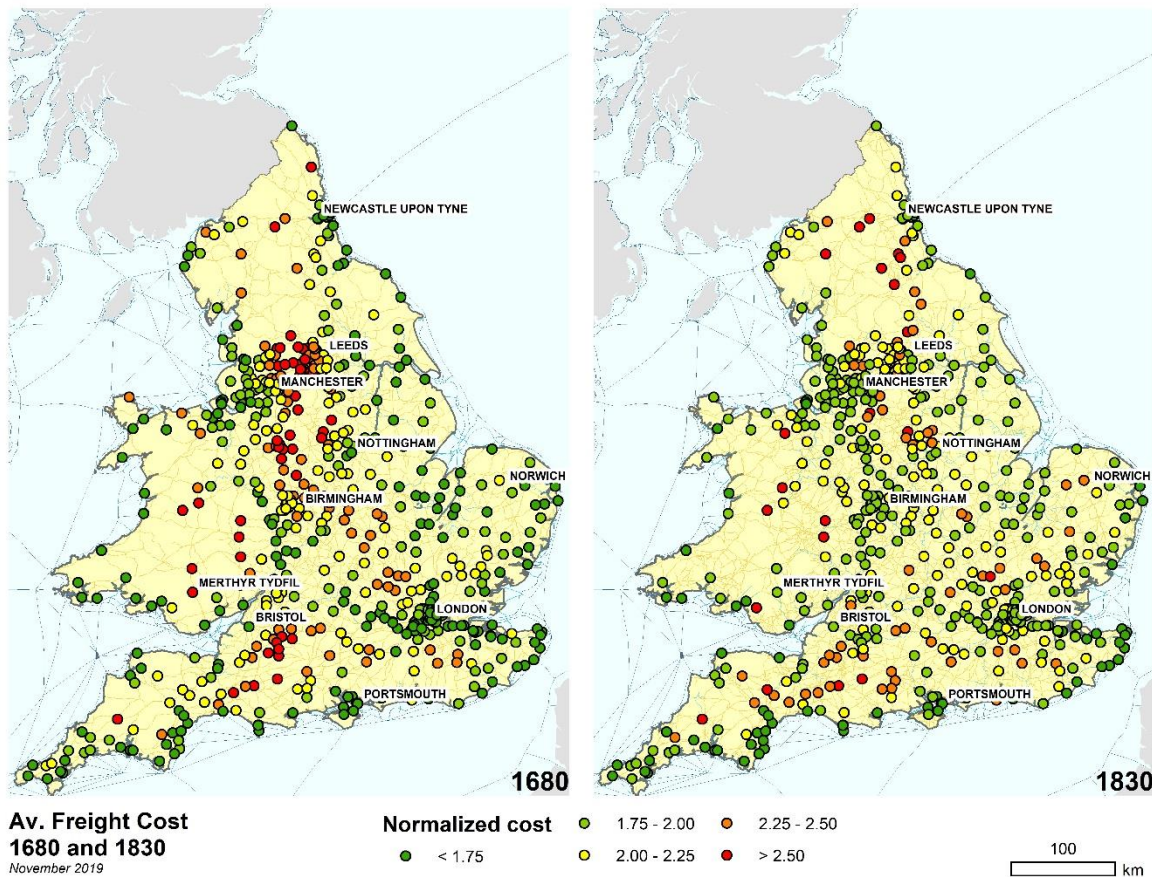 NEWCASTLE UPON TYNE
LEEDS
MANCHESTER
NOTTINGHAM
NORWICH
BIRMINGHAM
MERTHYR TYDFIL
LONDON
BRISTOL
PORTSMOUTH
1680
NEWCASTLE UPON TYNE
LEEDS
MANCHESTER
NOTTINGHAM
NORWICH
BIRMINGHAM
MERTHYR TYDFIL
LONDON
BRISTOL
PORTSMOUTH
1830
Av. Freight Cost
1680 and 1830
November 2019
Normalized cost
< 1.75
1.75 - 2.00
2.00 - 2.25
2.25 - 2.50
> 2.50
100
km